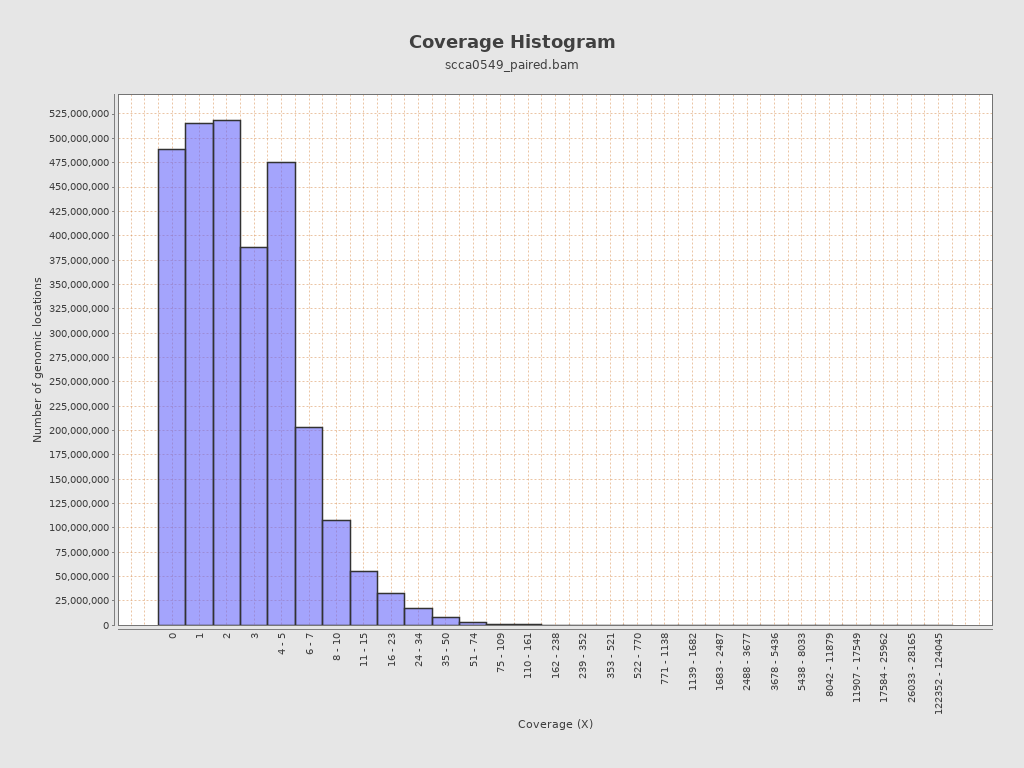 Coverage Histogram
scca0549_paired.bam
Number of genomic locations
525,000,000
500,000,000
475,000,000
450,000,000
425,000,000
400,000,000
375,000,000
350,000,000
325,000,000
300,000,000
275,000,000
250,000,000
225,000,000
200,000,000
175,000,000
150,000,000
125,000,000
100,000,000
75,000,000
50,000,000
25,000,000
0
0
1
2
3
4 - 5
6 - 7
8 - 10
11 - 15
16 - 23
24 - 34
35 - 50
51 - 74
75 - 109
110 - 161
162 - 238
239 - 352
353 - 521
522 - 770
771 - 1138
1139 - 1682
1683 - 2487
2488 - 3677
3678 - 5436
5438 - 8033
8042 - 11879
11907 - 17549
17584 - 25962
26033 - 28165
122352 - 124045
Coverage (X)